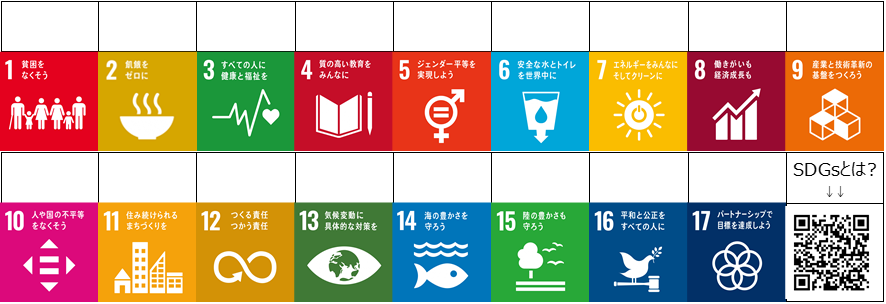 1 貧困を
なくそう
2 飢餓を
ゼロに
3 すべての人に
健康と福祉を
4 質の高い教育を
みんなに
5 ジェンダー平等を
実現しよう
6 安全な水とトイレ
を世界中に
7 エネルギーをみんなに
そしてクリーンに
8 働きがいも
経済成長も
9 産業と技術革新の
基盤をつくろう
SDGsとは?
↓↓
10 人や国の不平等
をなくそう
11 住み続けられる
まちづくりを
12 つくる責任
つかう責任
13 気候変動に
具体的な対策を
14 海の豊かさを
守ろう
15 陸の豊かさも
守ろう
16 平和と公正を
すべての人に
17 パートナーシップで
目標を達成しよう